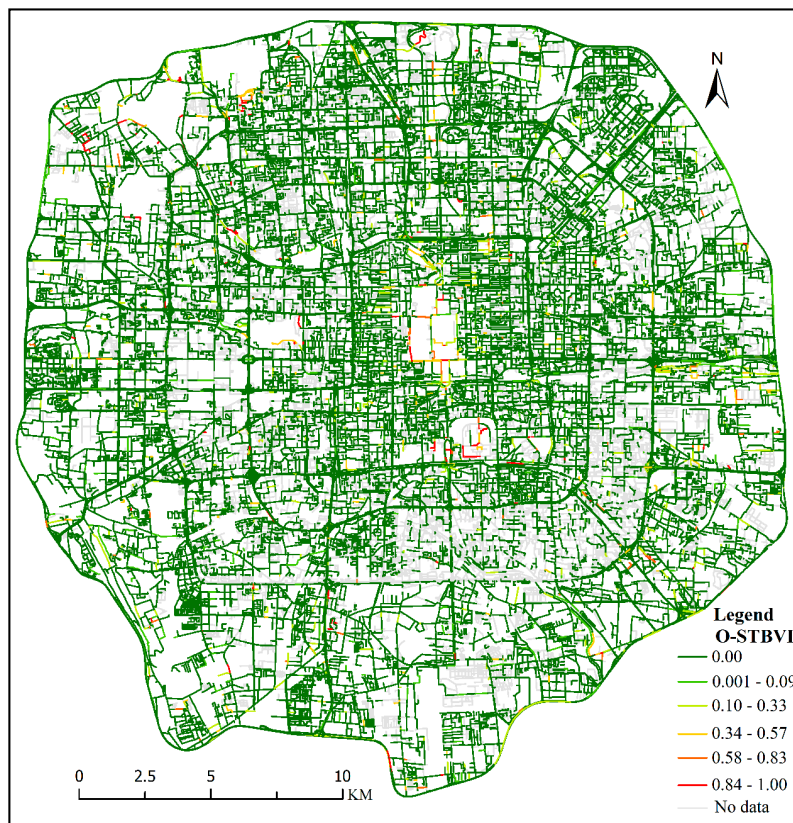 N
Legend
O-STBVI
0.00
0.001 - 0.09
0.10 - 0.33
0.34 - 0.57
0.58 - 0.83
0.84 - 1.00
No data
0 2.5 5 10
KM